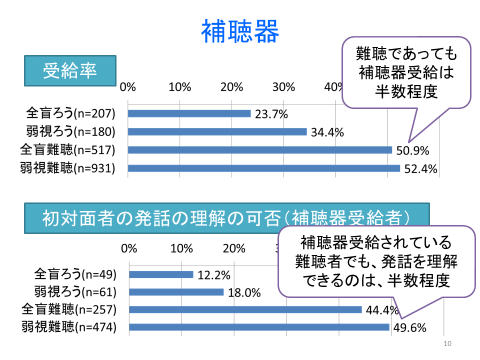 補聴器
受給率
難聴であっても
補聴器受給は
半数程度
0% 10% 20% 30% 40%
全盲ろう(n=207) 23.7%
弱視ろう(n=180) 34.4%
全盲難聴(n=517) 50.9%
弱視難聴(n=931) 52.4%
初対面者の発話の理解の可否(補聴器受給者)
補聴器受給されている
難聴者でも、発話を理解
できるのは、半数程度
0% 10% 20%
全盲ろう(n=49) 12.2%
弱視ろう(n=61) 18.0%
全盲難聴(n=257) 44.4%
弱視難聴(n=474) 49.6%
10